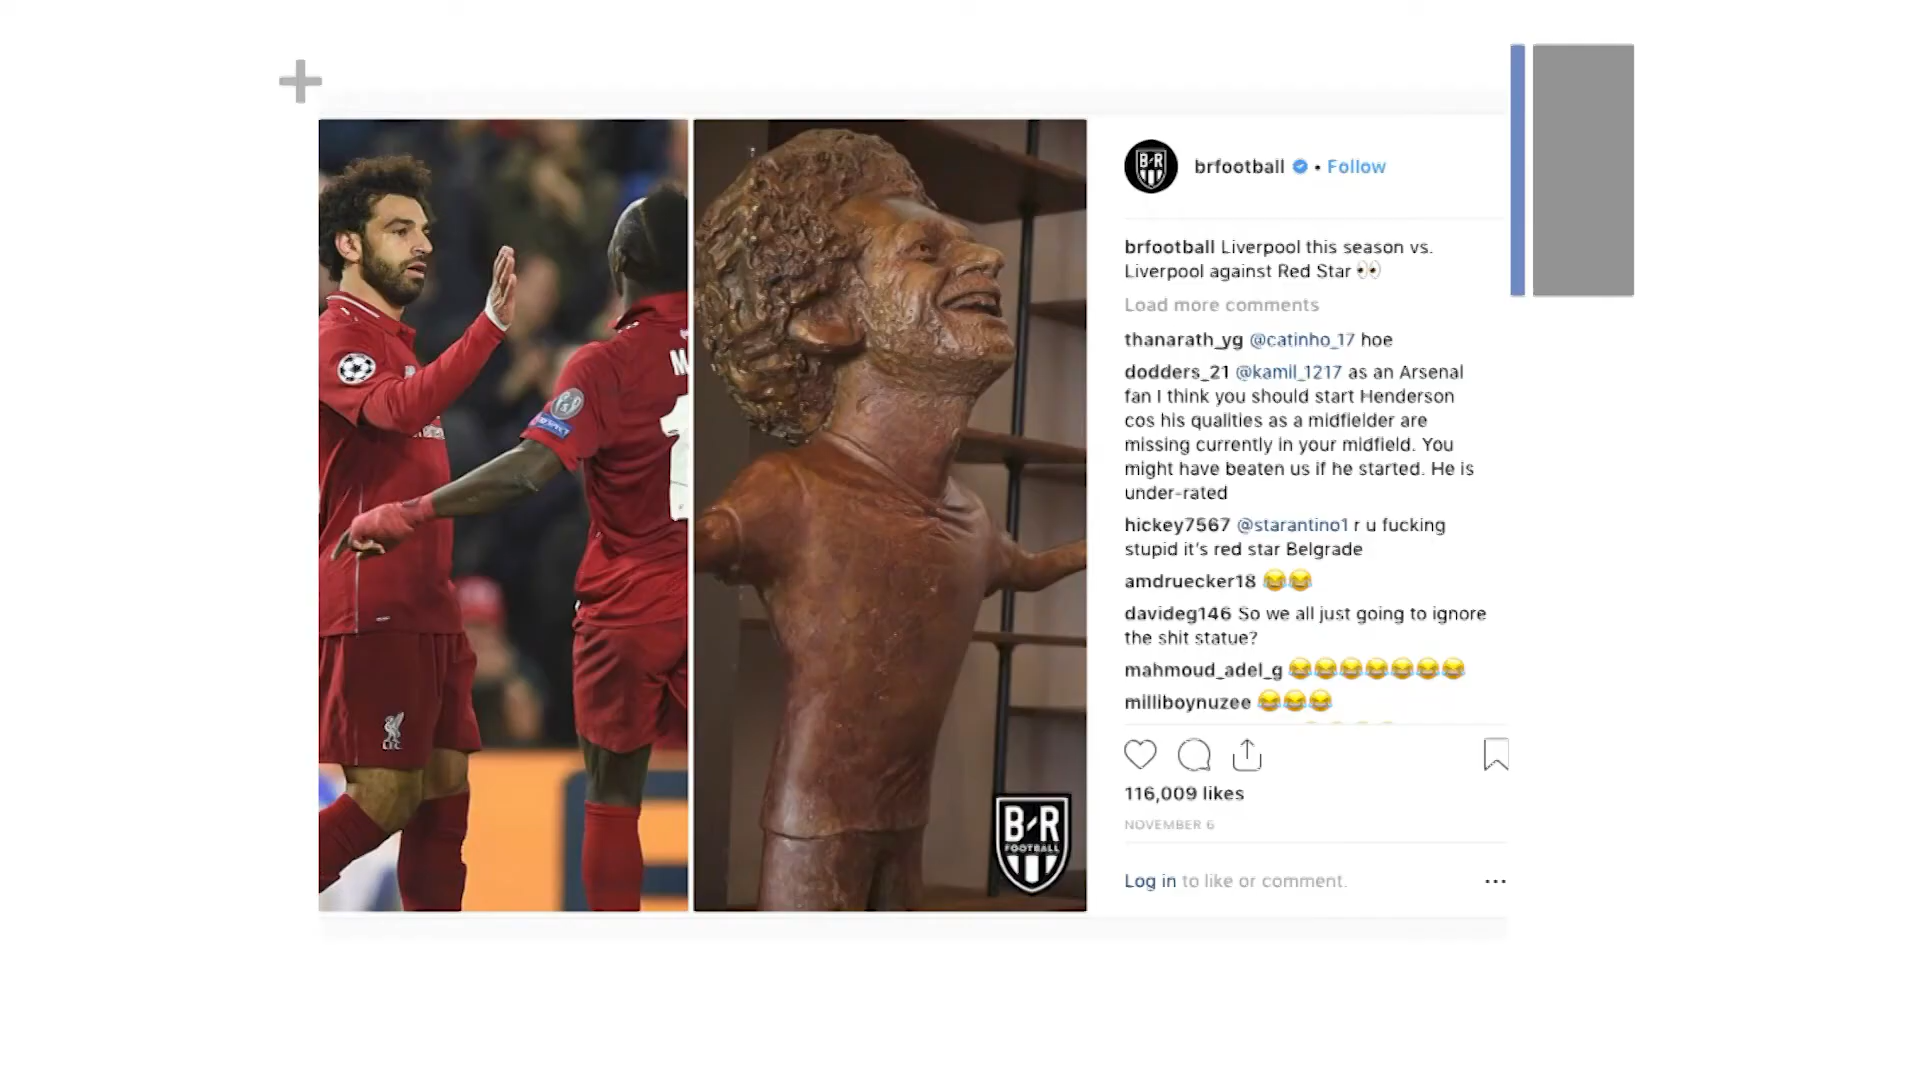 brfootball • Follow
brfootball Liverpool this season vs.
Liverpool against Red Star 👀
Load more comments
thanarath_yg @catinho_17 hoe
dodders_21 @kamil_1217 as an Arsenal
fan I think you should start Henderson
cos his qualities as a midfielder are
missing currently in your midfield. You
might have beaten us if he started. He is
under-rated
hickey7567 @starantino1 r u fucking
stupid it's red star Belgrade
amdruecker18 😂😂
davideg146 So we all just going to ignore
the shit statue?
mahmoud_adel_g 😂😂😂😂😂😂😂
milliboynuzee 😂😂😂
116,009 likes
NOVEMBER 6
Log in to like or comment.
B R
B R
FOOTBALL
RESPECT
M
LFC